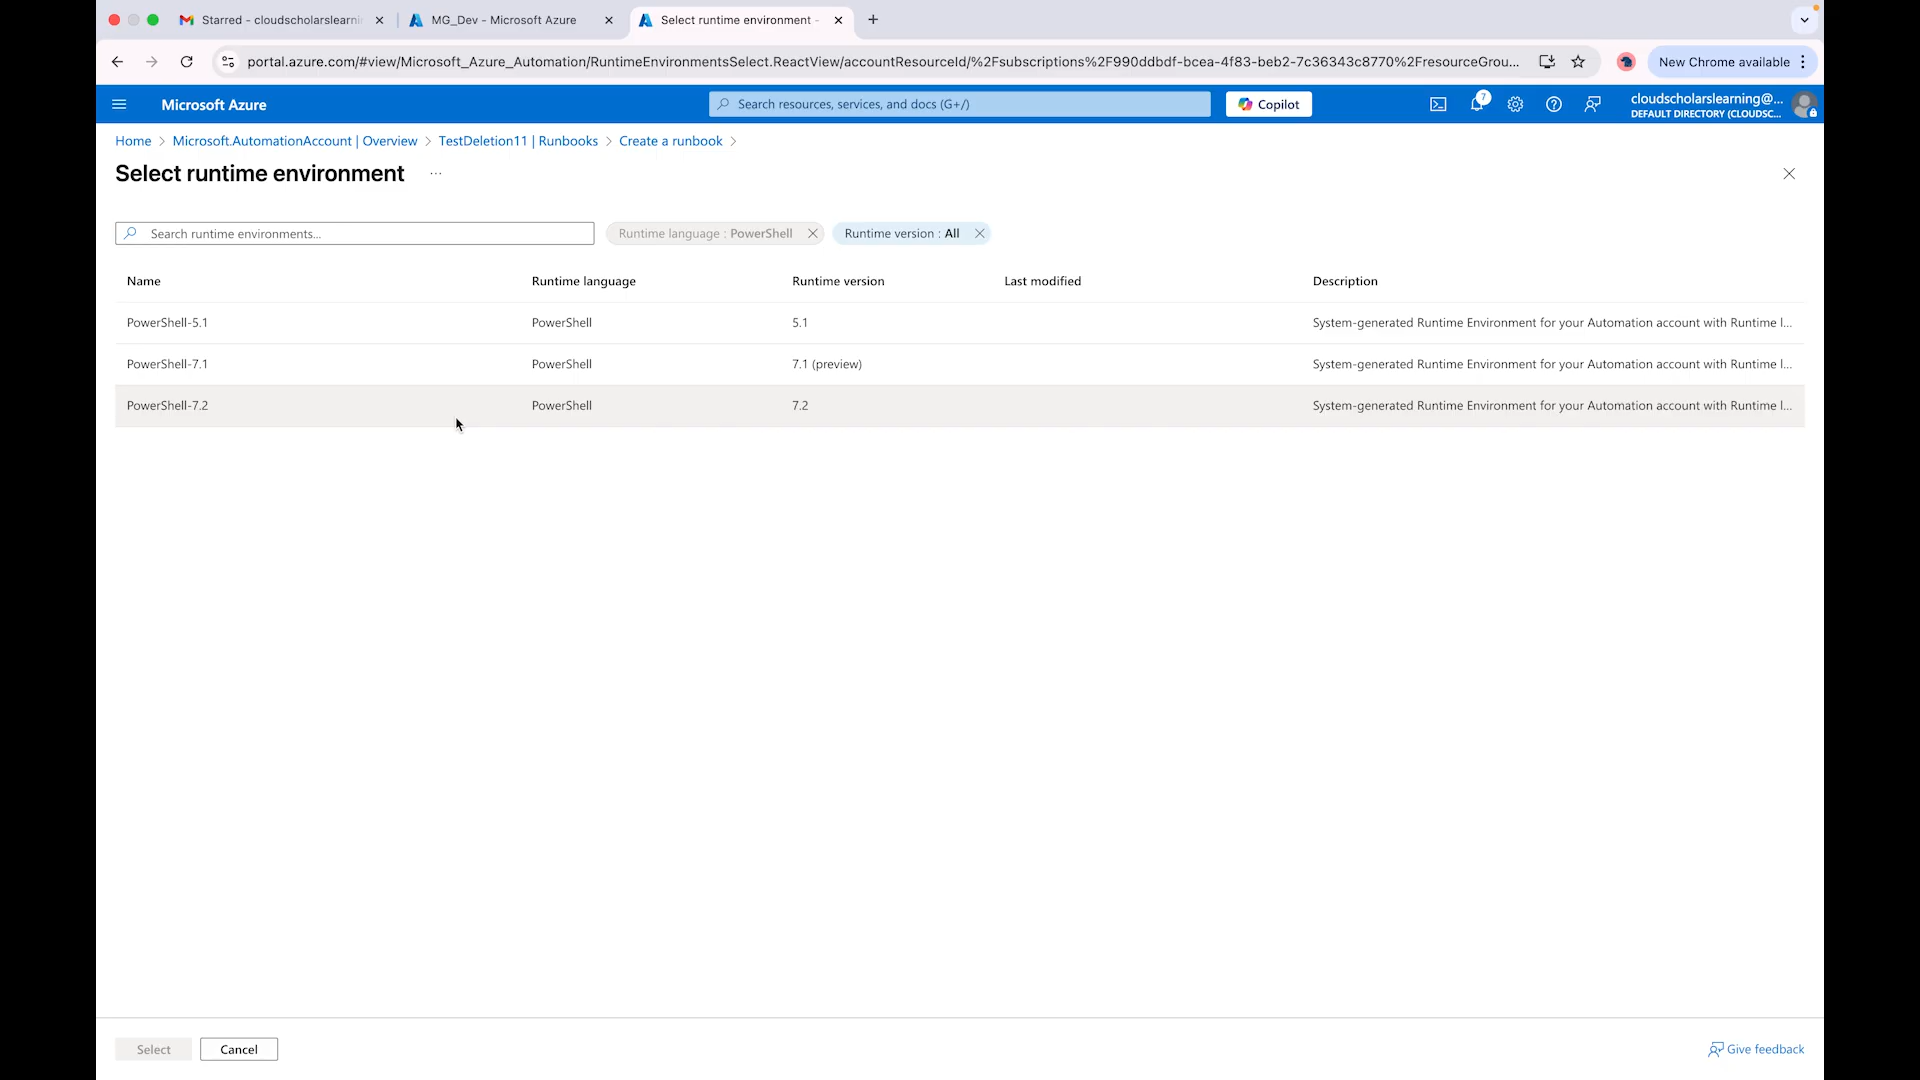 Starred - cloudscholarslearni
MG_Dev - Microsoft Azure
Select runtime environment -
portal.azure.com/#view/Microsoft_Azure_Automation/RuntimeEnvironmentsSelect.ReactView/accountResourceId/%2Fsubscriptions%2F990ddbdf-bcea-4f83-beb2-7c36343c8770%2FresourceGrou...
New Chrome available
Microsoft Azure
Search resources, services, and docs (G+/)
Copilot
7
cloudscholarslearning@...
DEFAULT DIRECTORY (CLOUDSC...
Home > Microsoft.AutomationAccount | Overview > TestDeletion11 | Runbooks > Create a runbook >
Select runtime environment ...
Search runtime environments...
Runtime language : PowerShell
Runtime version : All
Name Runtime language Runtime version Last modified Description
PowerShell-5.1 PowerShell 5.1 System-generated Runtime Environment for your Automation account with Runtime l...
PowerShell-7.1 PowerShell 7.1 (preview) System-generated Runtime Environment for your Automation account with Runtime l...
PowerShell-7.2 PowerShell 7.2 System-generated Runtime Environment for your Automation account with Runtime l...
Select
Cancel
Give feedback